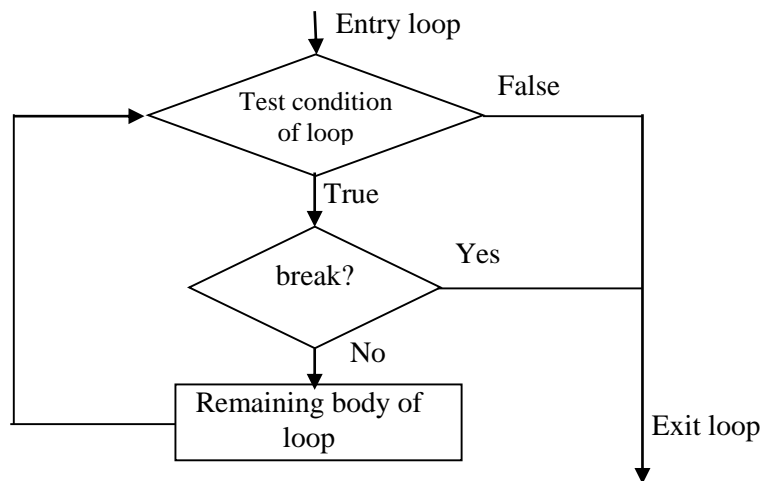 Entry loop
Test condition
of loop
False
True
break?
Yes
No
Remaining body of
loop
Exit loop